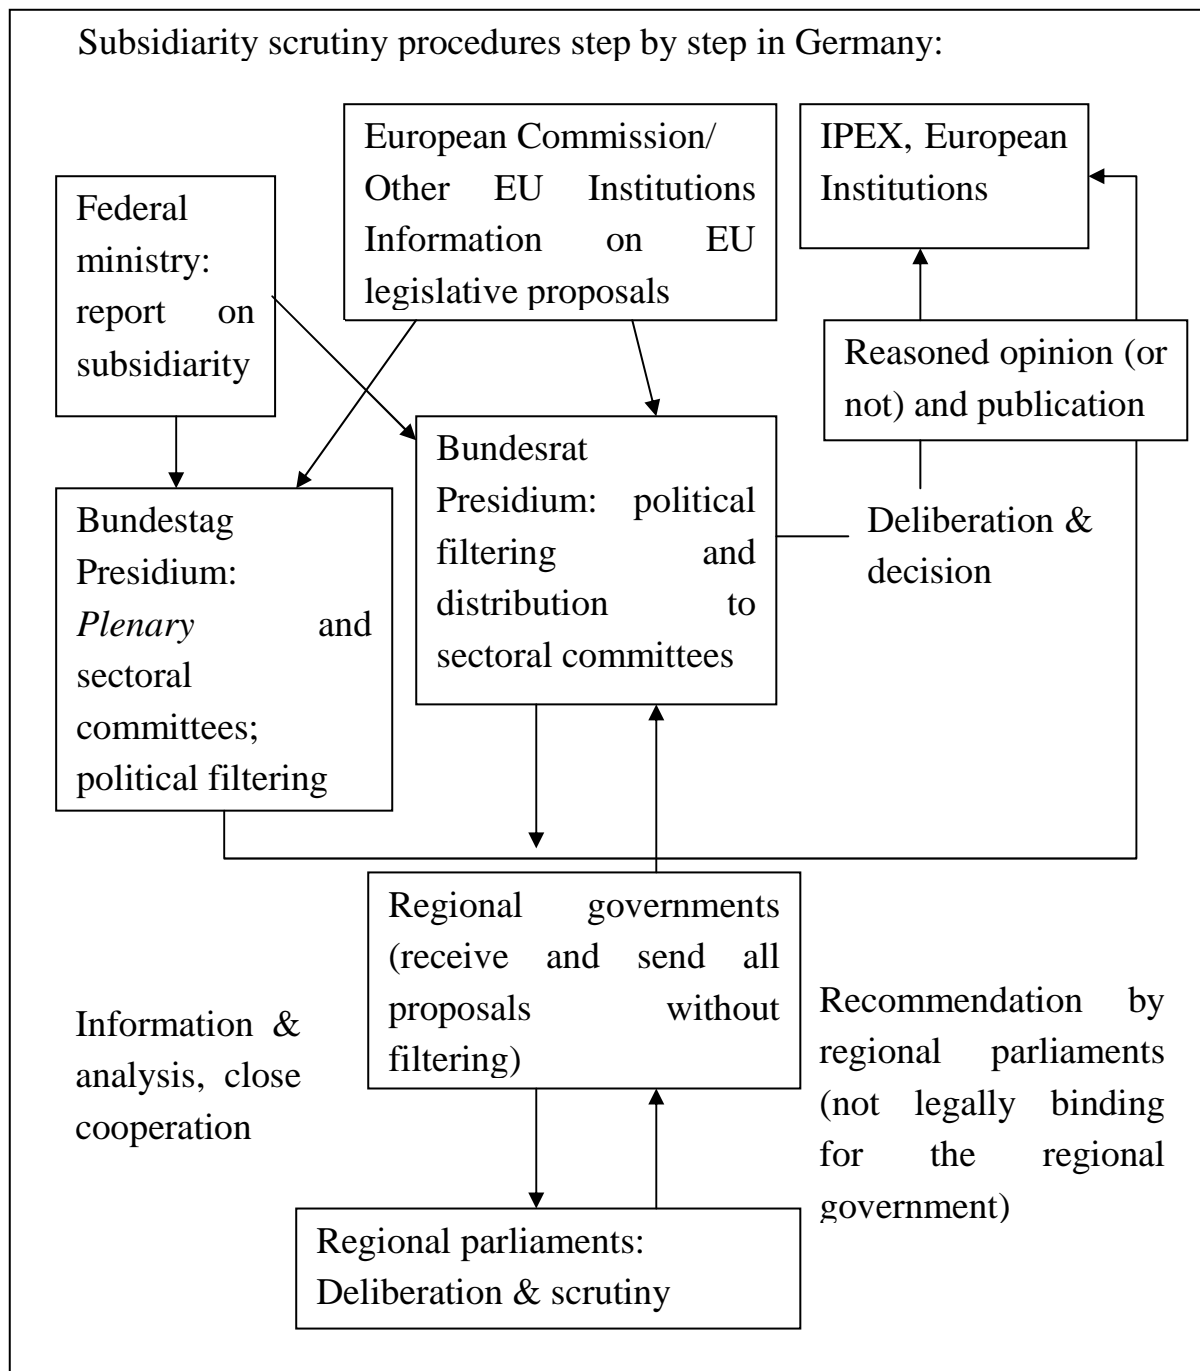 Subsidiarity scrutiny procedures step by step in Germany:
European Commission/
Other EU Institutions
Information on EU
legislative proposals
IPEX, European
Institutions
Federal
ministry:
report on
subsidiarity
Reasoned opinion (or
not) and publication
Bundesrat
Presidium: political
filtering and
distribution to
sectoral committees
Deliberation &
decision
Bundestag
Presidium:
Plenary and
sectoral
committees;
political filtering
Regional governments
(receive and send all
proposals without
filtering)
Information &
analysis, close
cooperation
Recommendation by
regional parliaments
(not legally binding
for the regional
government)
Regional parliaments:
Deliberation & scrutiny